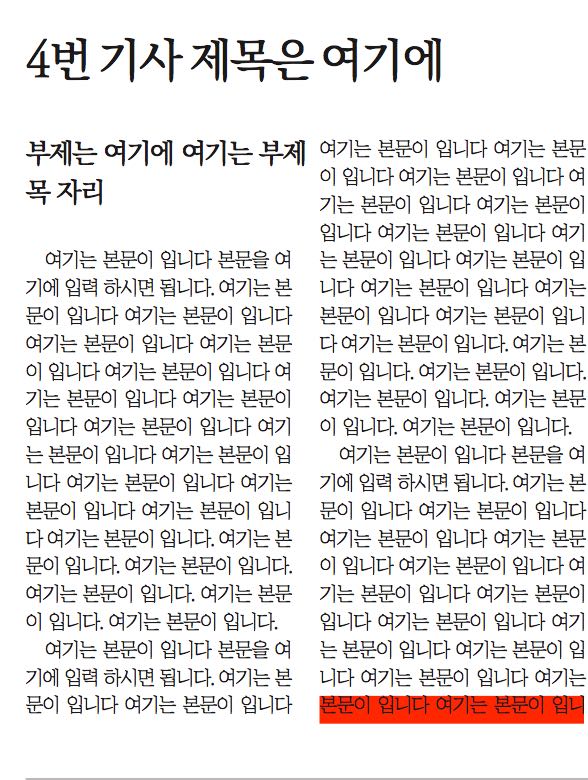 4번 기사 제목은 여기에
부제는 여기에 여기는 부제
목 자리
여기는 본문이 입니다 본문을 여
기에 입력 하시면 됩니다. 여기는 본
문이 입니다 여기는 본문이 입니다
여기는 본문이 입니다 여기는 본문
이 입니다 여기는 본문이 입니다 여
기는 본문이 입니다 여기는 본문이
입니다 여기는 본문이 입니다 여기
는 본문이 입니다 여기는 본문이 입
니다 여기는 본문이 입니다 여기는
본문이 입니다 여기는 본문이 입니
다 여기는 본문이 입니다. 여기는 본
문이 입니다. 여기는 본문이 입니다.
여기는 본문이 입니다. 여기는 본문
이 입니다. 여기는 본문이 입니다.
여기는 본문이 입니다 본문을 여
기에 입력 하시면 됩니다. 여기는 본
문이 입니다 여기는 본문이 입니다
여기는 본문이 입니다 여기는 본문
이 입니다 여기는 본문이 입니다 여
기는 본문이 입니다 여기는 본문이
입니다 여기는 본문이 입니다 여기
는 본문이 입니다 여기는 본문이 입
니다 여기는 본문이 입니다 여기는
본문이 입니다 여기는 본문이 입니
다 여기는 본문이 입니다. 여기는 본
문이 입니다. 여기는 본문이 입니다.
여기는 본문이 입니다. 여기는 본문
이 입니다. 여기는 본문이 입니다.
여기는 본문이 입니다 본문을 여
기에 입력 하시면 됩니다. 여기는 본
문이 입니다 여기는 본문이 입니다
여기는 본문이 입니다 여기는 본문
이 입니다 여기는 본문이 입니다 여
기는 본문이 입니다 여기는 본문이
입니다 여기는 본문이 입니다 여기
는 본문이 입니다 여기는 본문이 입
니다 여기는 본문이 입니다 여기는
본문이 입니다 여기는 본문이 입니